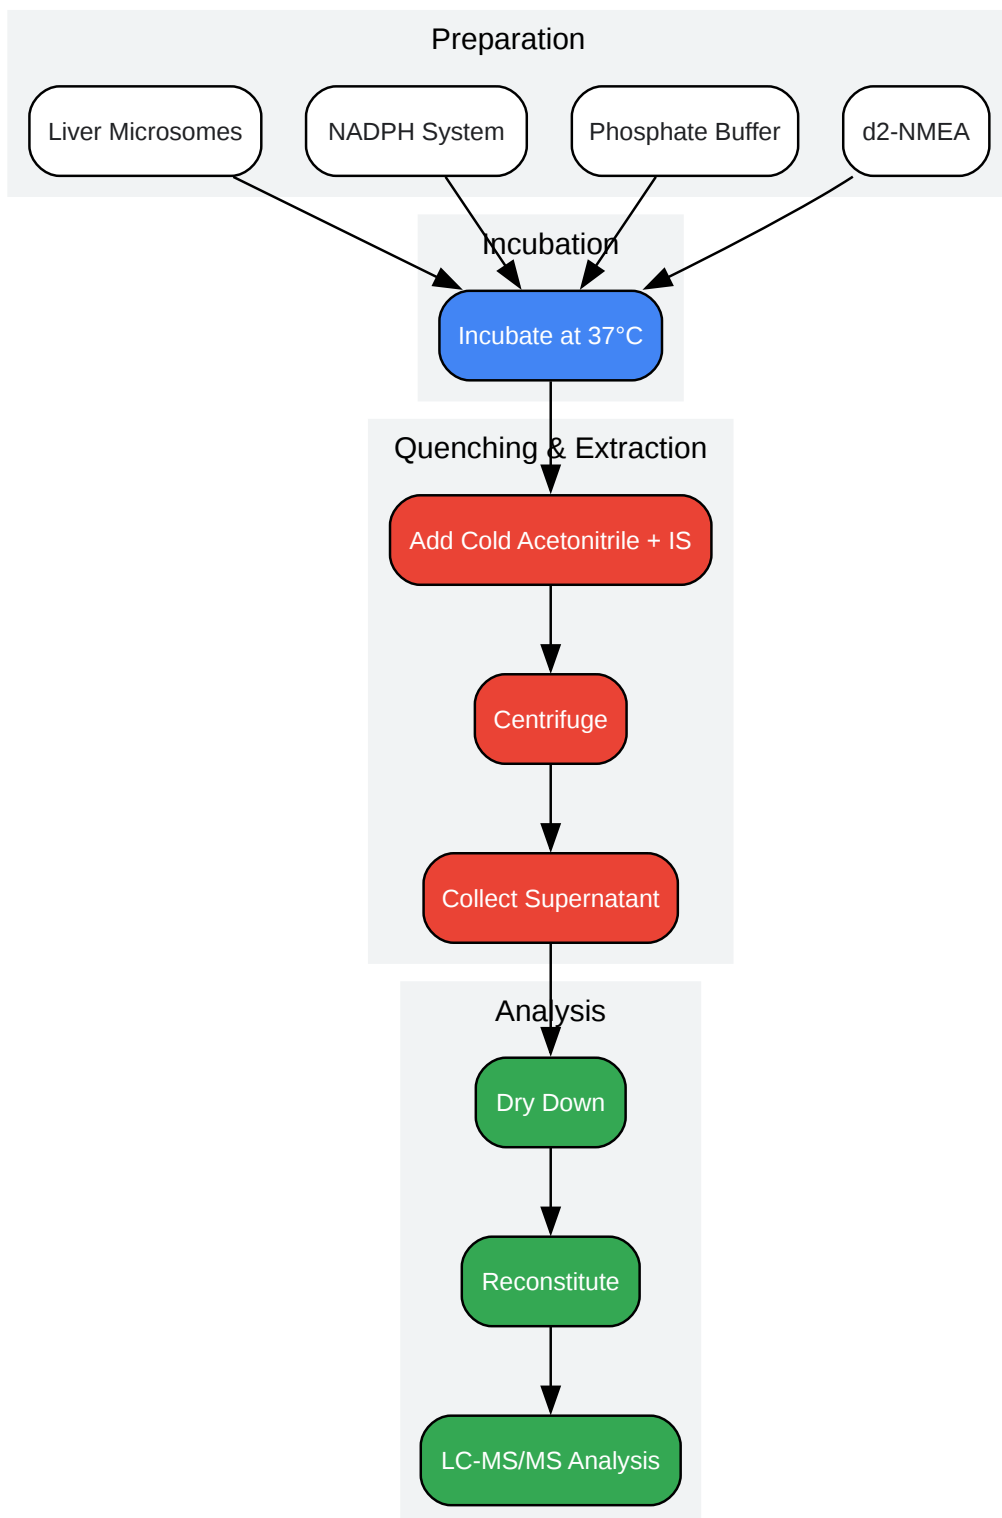 Preparation
Liver Microsomes
NADPH System
Phosphate Buffer
d2-NMEA
Incubation
Incubate at 37°C
Quenching & Extraction
Add Cold Acetonitrile + IS
Centrifuge
Collect Supernatant
Analysis
Dry Down
Reconstitute
LC-MS/MS Analysis